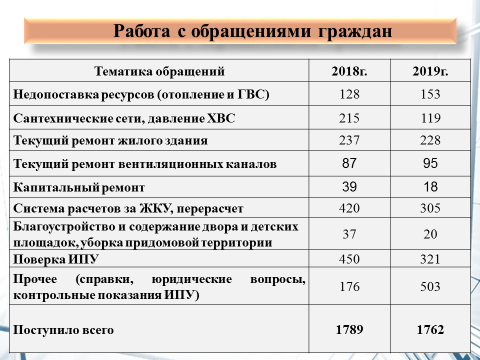 Работа с обращениями граждан
Тематика обращений 2018г. 2019г.
Недопоставка ресурсов (отопление и ГВС) 128 153
Сантехнические сети, давление ХВС 215 119
Текущий ремонт жилого здания 237 228
Текущий ремонт вентиляционных каналов 87 95
Капитальный ремонт 39 18
Система расчетов за ЖКУ, перерасчет 420 305
Благоустройство и содержание двора и детских
площадок, уборка придомовой территории 37 20
Поверка ИПУ 450 321
Прочее (справки, юридические вопросы,
контрольные показания ИПУ) 176 503
Поступило всего 1789 1762